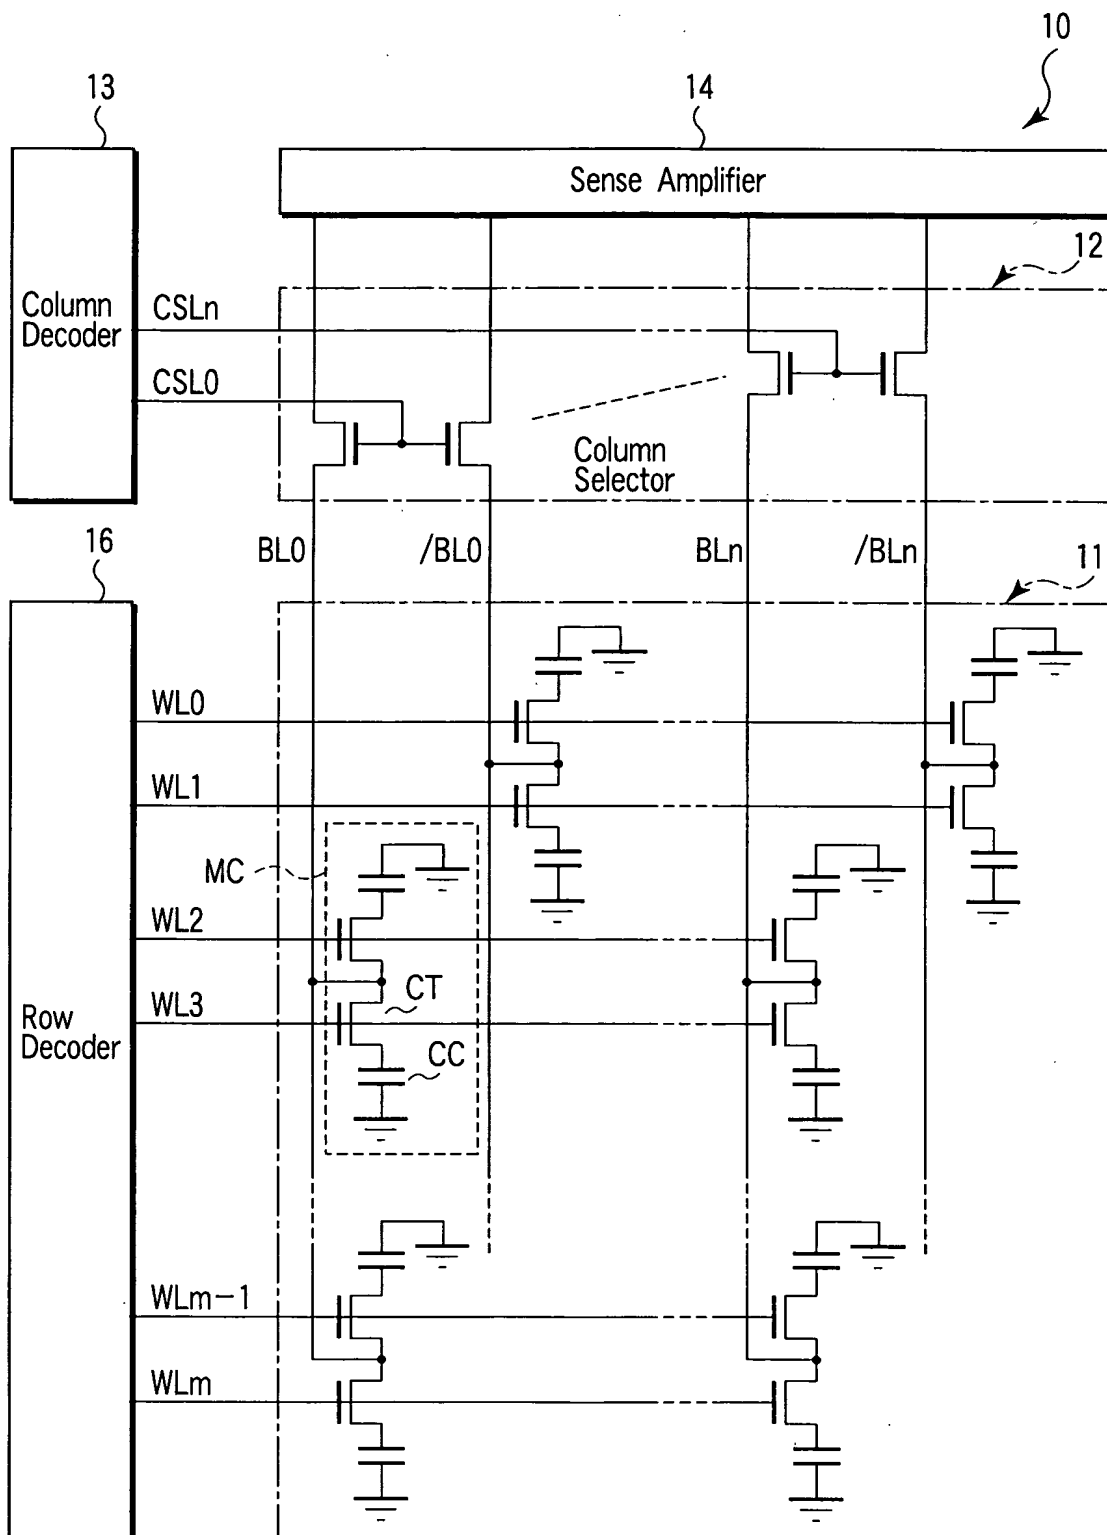 10
13
14
Sense Amplifier
12
Column
Decoder
CSLn
CSL0
Column
Selector
BL0
/BL0
BLn
/BLn
16
11
WL0
WL1
MC
WL2
CT
WL3
Row
Decoder
CC
WLm-1
WLm